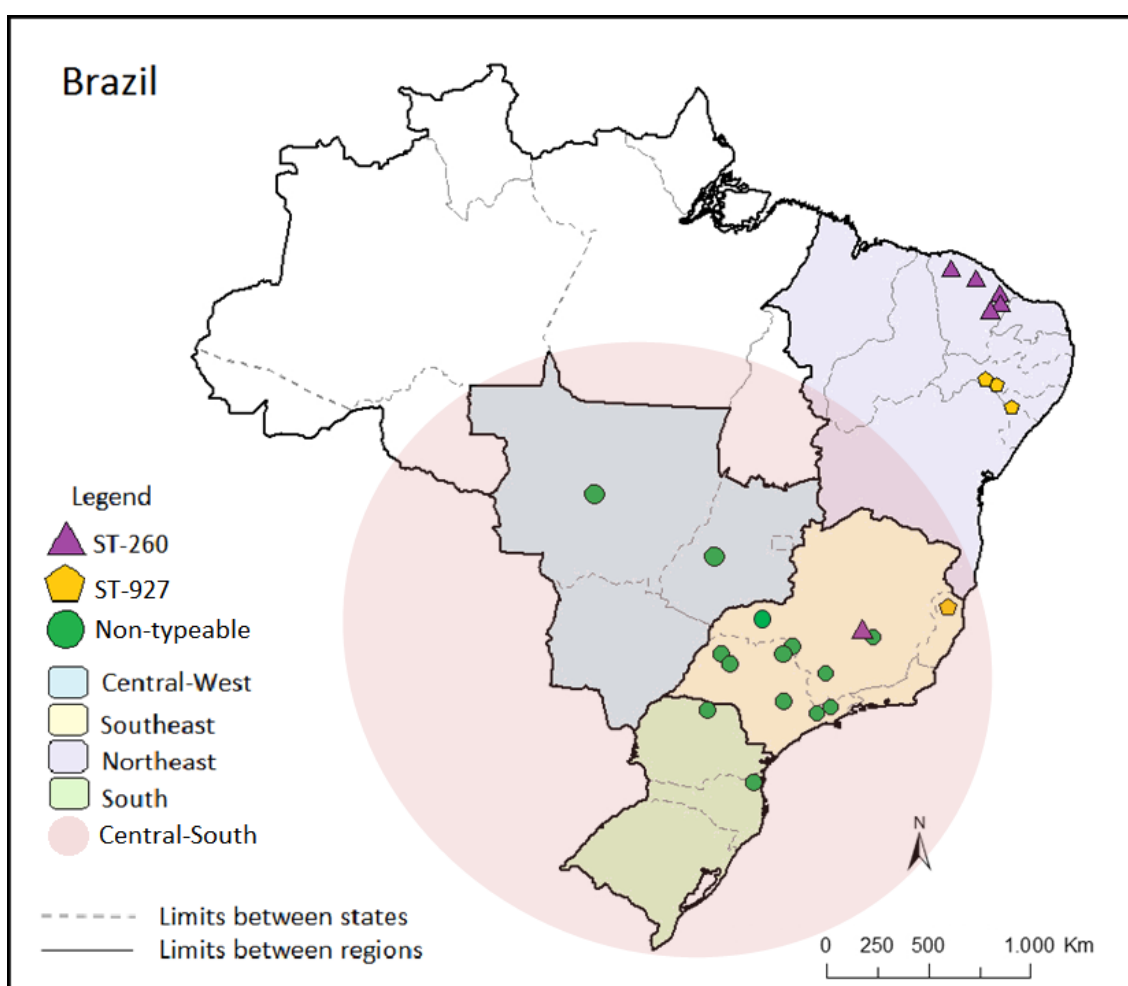 Brazil
Legend
ST-260
ST-927
Non-typeable
Central-West
Southeast
Northeast
South
Central-South
Limits between states
Limits between regions
N
0 250 500 1.000 Km